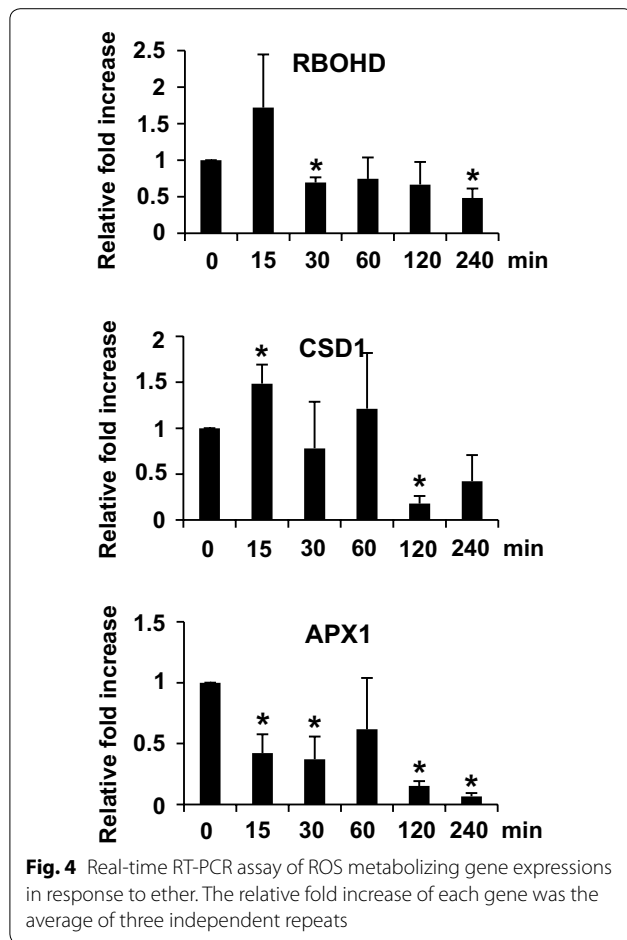 RBOHD
Relative fold increase
2.5
2
1.5
1
0.5
0
* *
0 15 30 60 120 240 min
CSD1
Relative fold increase
2
1.5
1
0.5
0
* *
0 15 30 60 120 240 min
APX1
Relative fold increase
1.5
1
0.5
0
* * * *
0 15 30 60 120 240 min
Fig. 4 Real-time RT-PCR assay of ROS metabolizing gene expressions
in response to ether. The relative fold increase of each gene was the
average of three independent repeats